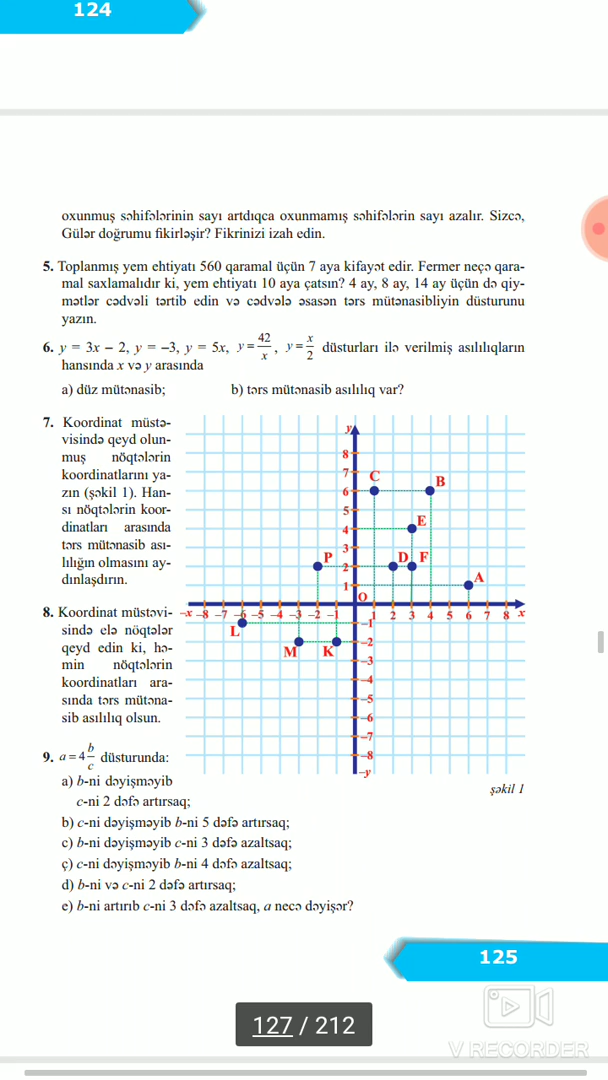 124
oxunmuş səhifələrinin sayı artdıqca oxunmamış səhifələrin sayı azalır. Sizcə,
Gülər doğrumu fikirləşir? Fikrinizi izah edin.
5. Toplanmış yem ehtiyatı 560 qaramal üçün 7 aya kifayət edir. Fermer neçə qara-
mal saxlamalıdır ki, yem ehtiyatı 10 aya çatsın? 4 ay, 8 ay, 14 ay üçün də qiy-
mətlər cədvəli tərtib edin və cədvələ əsasən tərs mütənasibliyin düsturunu
yazın.
6. y = 3x – 2, y = –3, y = 5x, y = 42/x, y = x/2 düsturları ilə verilmiş asılılıqların
hansında x və y arasında
a) düz mütənasib; b) tərs mütənasib asılılıq var?
7. Koordinat müstə-
visində qeyd olun-
muş nöqtələrin
koordinatlarını ya-
zın (şəkil 1). Han-
sı nöqtələrin koor-
dinatları arasında
tərs mütənasib ası-
lılığın olmasını ay-
dınlaşdırın.
8. Koordinat müstəvi-
sində elə nöqtələr
qeyd edin ki, hə-
min nöqtələrin
koordinatları ara-
sında tərs mütəna-
sib asılılıq olsun.
y
8
7
C
B
6
5
E
4
3
P
D F
2
A
1
O
–x –8 –7 –6 –5 –4 –3 –2 –1 1 2 3 4 5 6 7 8 x
–1
L
–2
M K
–3
–4
–5
–6
–7
–8
–y
şəkil 1
9. a = 4 b/c düsturunda:
a) b-ni dəyişməyib
c-ni 2 dəfə artırsaq;
b) c-ni dəyişməyib b-ni 5 dəfə artırsaq;
c) b-ni dəyişməyib c-ni 3 dəfə azaltsaq;
ç) c-ni dəyişməyib b-ni 4 dəfə azaltsaq;
d) b-ni və c-ni 2 dəfə artırsaq;
e) b-ni artırıb c-ni 3 dəfə azaltsaq, a necə dəyişər?
125
127 / 212
V RECORDER